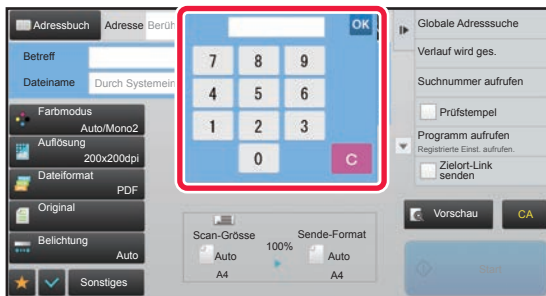 Adressbuch
Adresse
Berüh
OK
Globale Adresssuche
Betreff
Verlauf wird ges.
Dateiname
Durch Systemein
Suchnummer aufrufen
7 8 9
4 5 6
1 2 3
0 C
Prüfstempel
Programm aufrufen
Registrierte Einst. aufrufen.
Zielort-Link
senden
Farbmodus
Auto/Mono2
Auflösung
200x200dpi
Dateiformat
PDF
Original
Belichtung
Auto
Sonstiges
Scan-Grösse
Auto
A4
100%
Sende-Format
Auto
A4
Vorschau
CA
Start